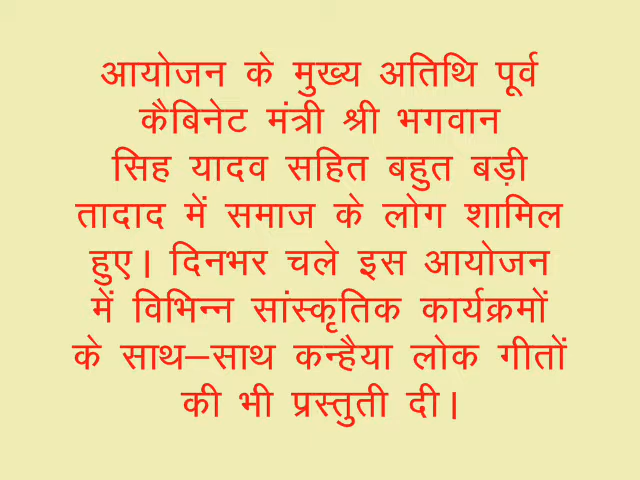 आयोजन के मुख्य अतिथि पूर्व
कैबिनेट मंत्री श्री भगवान
सिह यादव सहित बहुत बड़ी
तादाद में समाज के लोग शामिल
हुए। दिनभर चले इस आयोजन
में विभिन्न सांस्कृतिक कार्यक्रमों
के साथ–साथ कन्हैया लोक गीतों
की भी प्रस्तुती दी।